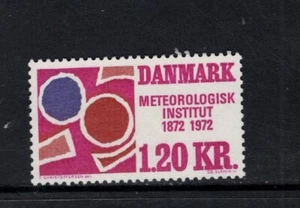 DANMARK
METEOROLOGISK
INSTITUT
1872 1972
1.20 KR.